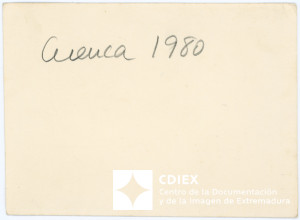 Cuenca 1980
CDIEX
Centro de la Documentación
y de la Imagen de Extremadura